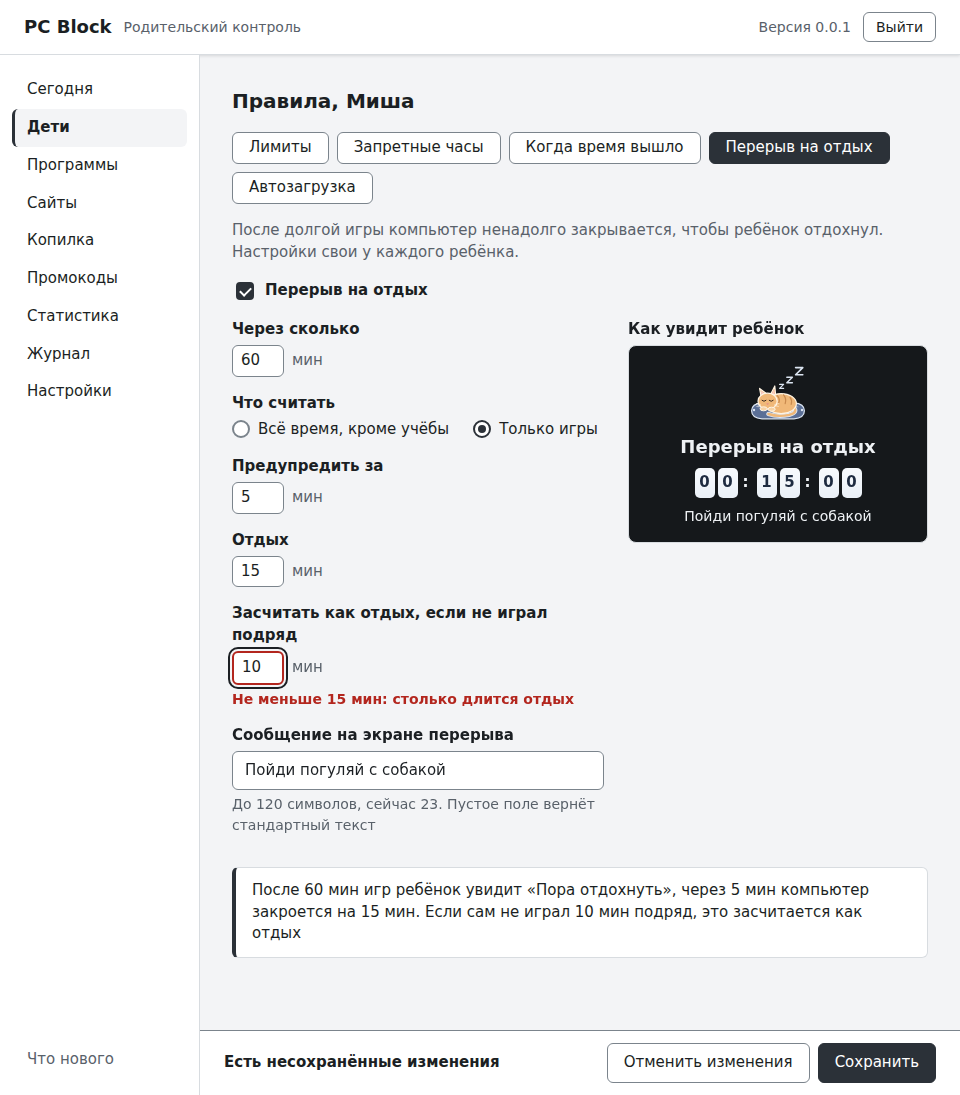 PC Block Родительский контроль
Версия 0.0.1
Выйти
Сегодня
Дети
Программы
Сайты
Копилка
Промокоды
Статистика
Журнал
Настройки
Что нового
Правила, Миша
Лимиты
Запретные часы
Когда время вышло
Перерыв на отдых
Автозагрузка
После долгой игры компьютер ненадолго закрывается, чтобы ребёнок отдохнул.
Настройки свои у каждого ребёнка.
Перерыв на отдых
Через сколько
60 мин
Что считать
Всё время, кроме учёбы
Только игры
Предупредить за
5 мин
Отдых
15 мин
Засчитать как отдых, если не играл
подряд
10 мин
Не меньше 15 мин: столько длится отдых
Сообщение на экране перерыва
Пойди погуляй с собакой
До 120 символов, сейчас 23. Пустое поле вернёт
стандартный текст
Как увидит ребёнок
z z z
Перерыв на отдых
00:15:00
Пойди погуляй с собакой
После 60 мин игр ребёнок увидит «Пора отдохнуть», через 5 мин компьютер
закроется на 15 мин. Если сам не играл 10 мин подряд, это засчитается как
отдых
Есть несохранённые изменения
Отменить изменения
Сохранить